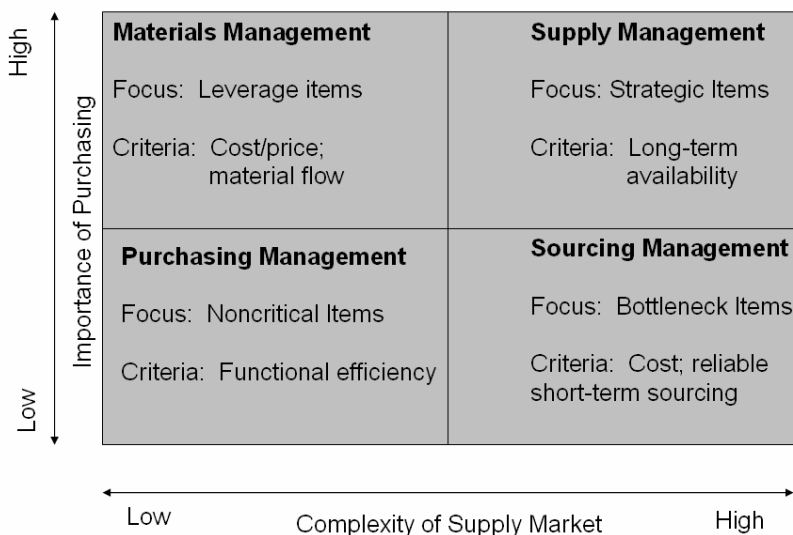 High
Importance of Purchasing
Low
Materials Management
Focus: Leverage items
Criteria: Cost/price;
material flow
Supply Management
Focus: Strategic Items
Criteria: Long-term
availability
Purchasing Management
Focus: Noncritical Items
Criteria: Functional efficiency
Sourcing Management
Focus: Bottleneck Items
Criteria: Cost; reliable
short-term sourcing
Low
Complexity of Supply Market
High